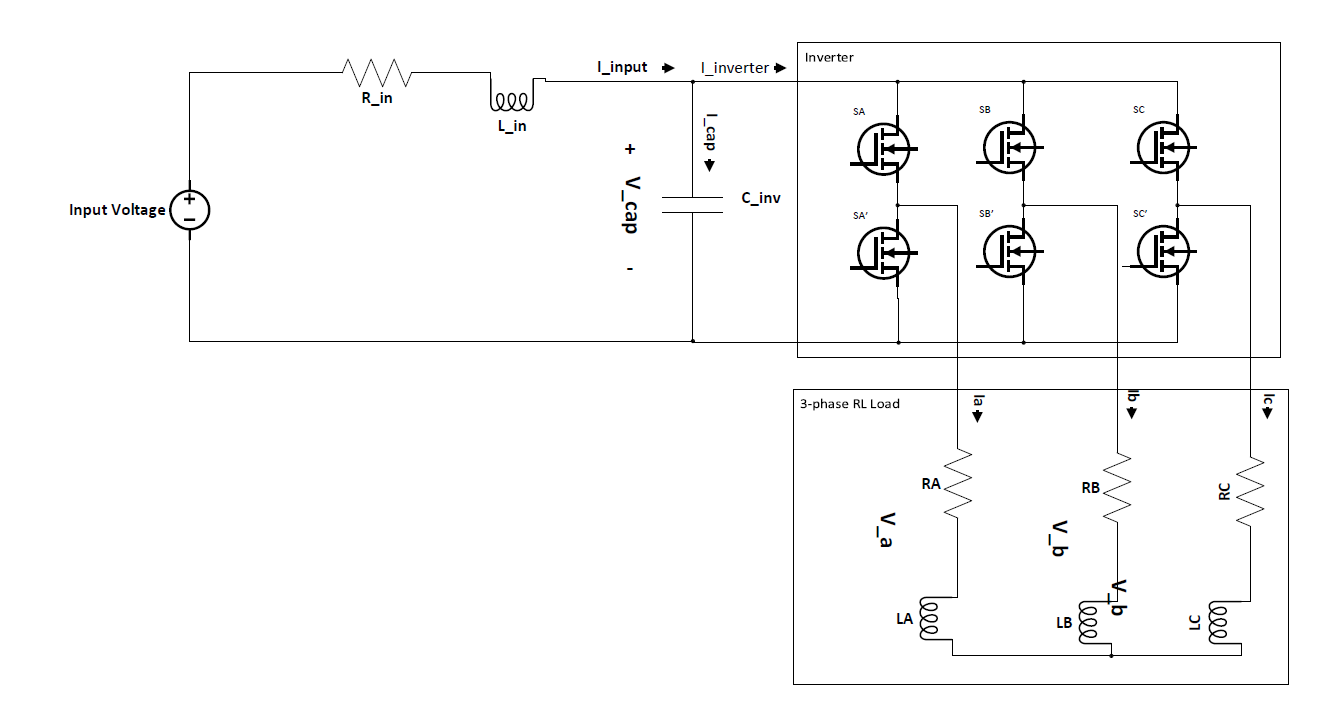 Inverter
I_input
I_inverter
R_in
L_in
SA
SB
SC
I_cap
+
V_cap
-
C_inv
Input Voltage
+
−
SA'
SB'
SC'
3-phase RL Load
Ia
Ib
Ic
RA
RB
RC
V_a
V_b
V_b
LA
LB
LC